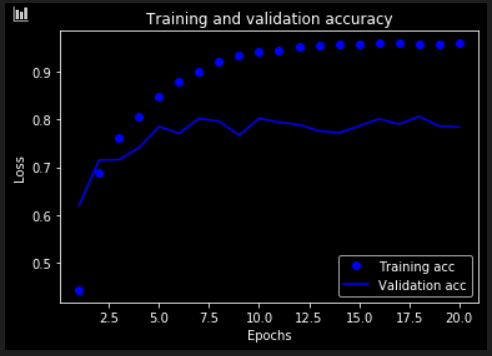 Training and validation accuracy
0.9
0.8
0.7
0.6
0.5
Loss
Training acc
Validation acc
2.5 5.0 7.5 10.0 12.5 15.0 17.5 20.0
Epochs